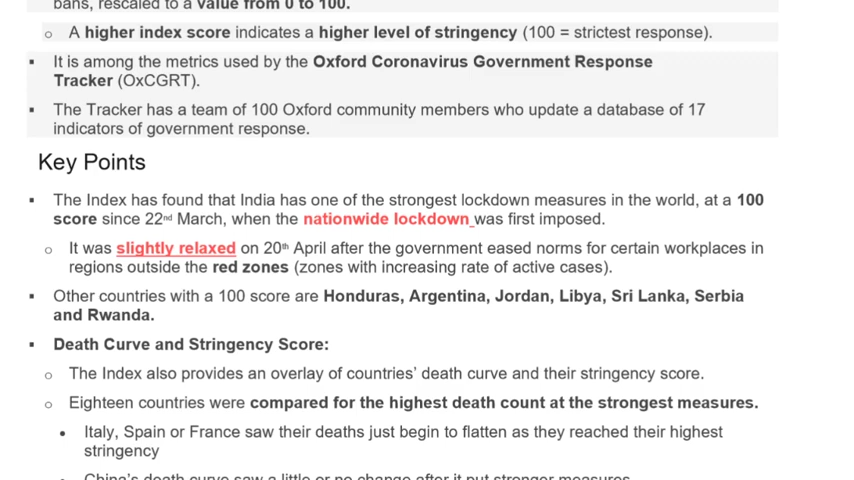 bans, rescaled to a value from 0 to 100.
o A higher index score indicates a higher level of stringency (100 = strictest response).
▪ It is among the metrics used by the Oxford Coronavirus Government Response
Tracker (OxCGRT).
▪ The Tracker has a team of 100 Oxford community members who update a database of 17
indicators of government response.
Key Points
▪ The Index has found that India has one of the strongest lockdown measures in the world, at a 100
score since 22nd March, when the nationwide lockdown was first imposed.
o It was slightly relaxed on 20th April after the government eased norms for certain workplaces in
regions outside the red zones (zones with increasing rate of active cases).
▪ Other countries with a 100 score are Honduras, Argentina, Jordan, Libya, Sri Lanka, Serbia
and Rwanda.
▪ Death Curve and Stringency Score:
o The Index also provides an overlay of countries’ death curve and their stringency score.
o Eighteen countries were compared for the highest death count at the strongest measures.
• Italy, Spain or France saw their deaths just begin to flatten as they reached their highest
stringency
• China's death curve saw a little or no change after it put stronger measures